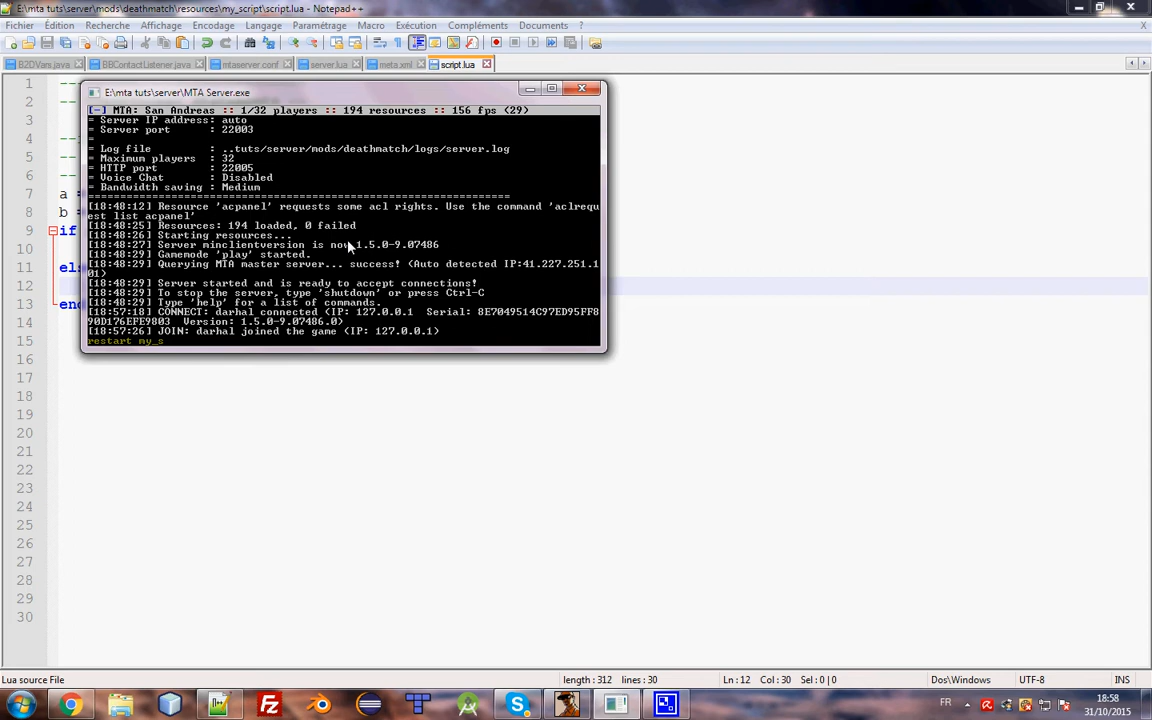 E:\mta tuts\server\mods\deathmatch\resources\my_script\script.lua - Notepad++
Fichier Édition Recherche Affichage Encodage Langage Paramétrage Macro Exécution Compléments Documents ? X
B2DVars.java BBContactListener.java mtaserver.conf server.lua meta.xml script.lua
E:\mta tuts\server\MTA Server.exe
[-] MTA: San Andreas :: 1/32 players :: 194 resources :: 156 fps (29)
= Server IP address: auto
= Server port : 22003
=
= Log file : ..tuts/server/mods/deathmatch/logs/server.log
= Maximum players : 32
= HTTP port : 22005
= Voice Chat : Disabled
= Bandwidth saving : Medium
==================================================================
[18:48:12] Resource 'acpanel' requests some acl rights. Use the command 'aclrequ
est list acpanel'
[18:48:25] Resources: 194 loaded, 0 failed
[18:48:26] Starting resources...
[18:48:27] Server minclientversion is now 1.5.0-9.07486
[18:48:29] Gamemode 'play' started.
[18:48:29] Querying MTA master server... success! (Auto detected IP:41.227.251.1
01)
[18:48:29] Server started and is ready to accept connections!
[18:48:29] To stop the server, type 'shutdown' or press Ctrl-C
[18:48:29] Type 'help' for a list of commands.
[18:57:18] CONNECT: darhal connected (IP: 127.0.0.1 Serial: 8E7049514C97ED95FF8
90D176EFE9803 Version: 1.5.0-9.07486.0)
[18:57:26] JOIN: darhal joined the game (IP: 127.0.0.1)
restart my_s
1 --
2 -
3
4 --
5 -
6 --
7 a =
8 b =
9 if
10
11 els
12
13 end
14
15
16
17
18
19
20
21
22
23
24
25
26
27
28
29
30
Lua source File length : 312 lines : 30 Ln : 12 Col : 30 Sel : 0 | 0 Dos\Windows UTF-8 INS
FR 18:58
31/10/2015